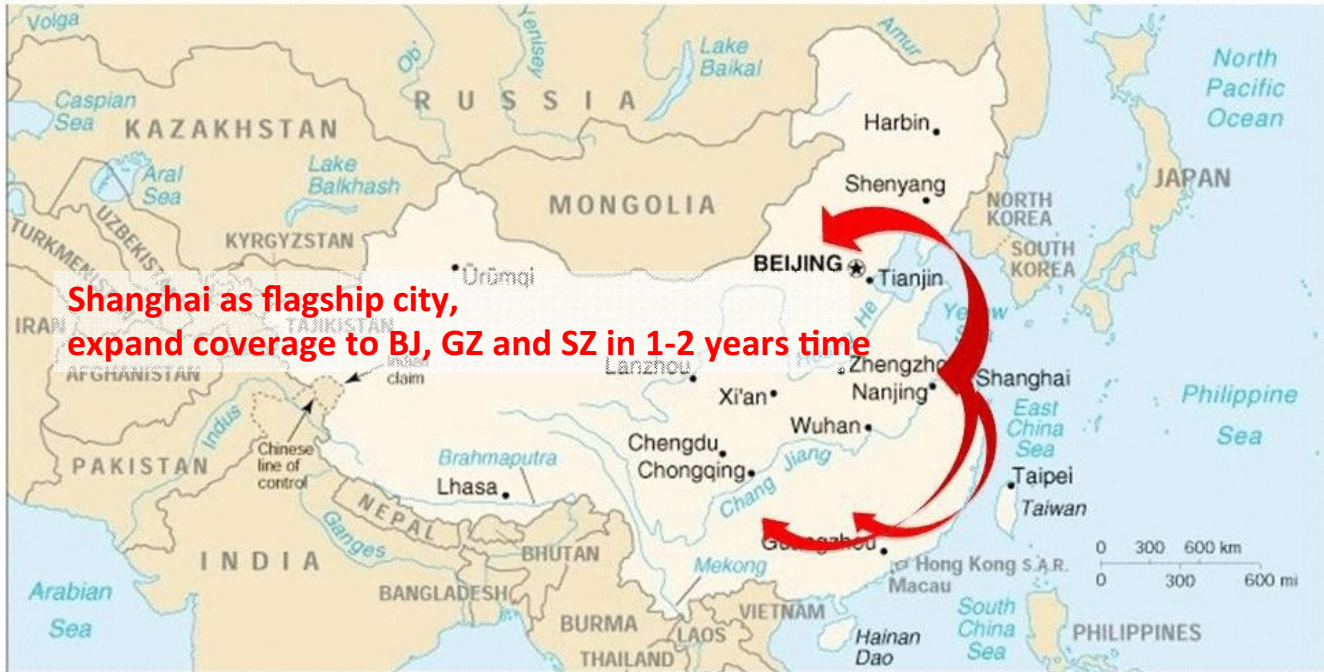 Volga
Ob'
Yenisey
Lake
Baikal
Amur
North
Pacific
Ocean
RUSSIA
Caspian
Sea
KAZAKHSTAN
Harbin
Aral
Sea
Lake
Balkhash
MONGOLIA
Shenyang
JAPAN
NORTH
KOREA
UZBEKISTAN
TURKMENISTAN
KYRGYZSTAN
SOUTH
KOREA
BEIJING
Ürümqi
Tianjin
Shanghai as flagship city,
expand coverage to BJ, GZ and SZ in 1-2 years time
IRAN
TAJIKISTAN
He
AFGHANISTAN
claim
Lanzhou
Zhengzho
Shanghai
Xi'an
Nanjing
East
China
Sea
Philippine
Sea
Indus
Wuhan
Chinese
line of
control
Chengdu
Chongqing
Chang Jiang
PAKISTAN
Brahmaputra
Lhasa
Taipei
Taiwan
NEPAL
Ganges
Guangzhou
INDIA
BHUTAN
Mekong
Hong Kong S.A.R.
Macau
0 300 600 km
0 300 600 mi
Arabian
Sea
BANGLADESH
BURMA
LAOS
VIETNAM
THAILAND
Hainan
Dao
South
China
Sea
PHILIPPINES